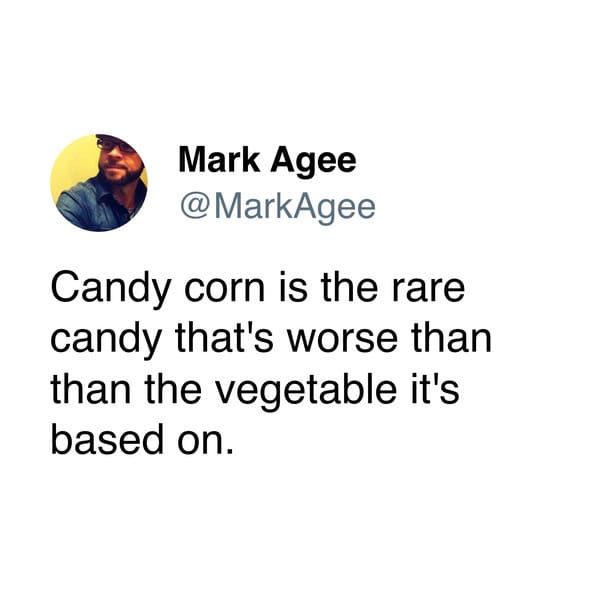 Mark Agee
@MarkAgee
Candy corn is the rare
candy that's worse than
than the vegetable it's
based on.